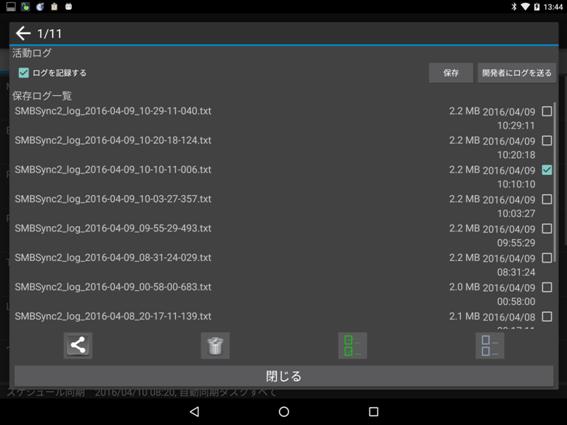 13:44
1/11
活動ログ
ログを記録する
保存 開発者にログを送る
保存ログ一覧
SMBSync2_log_2016-04-09_10-29-11-040.txt 2.2 MB 2016/04/09
10:29:11
SMBSync2_log_2016-04-09_10-20-18-124.txt 2.2 MB 2016/04/09
10:20:18
SMBSync2_log_2016-04-09_10-10-11-006.txt 2.2 MB 2016/04/09
10:10:10
SMBSync2_log_2016-04-09_10-03-27-357.txt 2.2 MB 2016/04/09
10:03:27
SMBSync2_log_2016-04-09_09-55-29-493.txt 2.2 MB 2016/04/09
09:55:29
SMBSync2_log_2016-04-09_08-31-24-029.txt 2.2 MB 2016/04/09
08:31:24
SMBSync2_log_2016-04-09_00-58-00-683.txt 2.0 MB 2016/04/09
00:58:00
SMBSync2_log_2016-04-08_20-17-11-139.txt 2.1 MB 2016/04/08
閉じる
スケジュール同期 2016/04/10 08:20, 自動同期タスクすべて